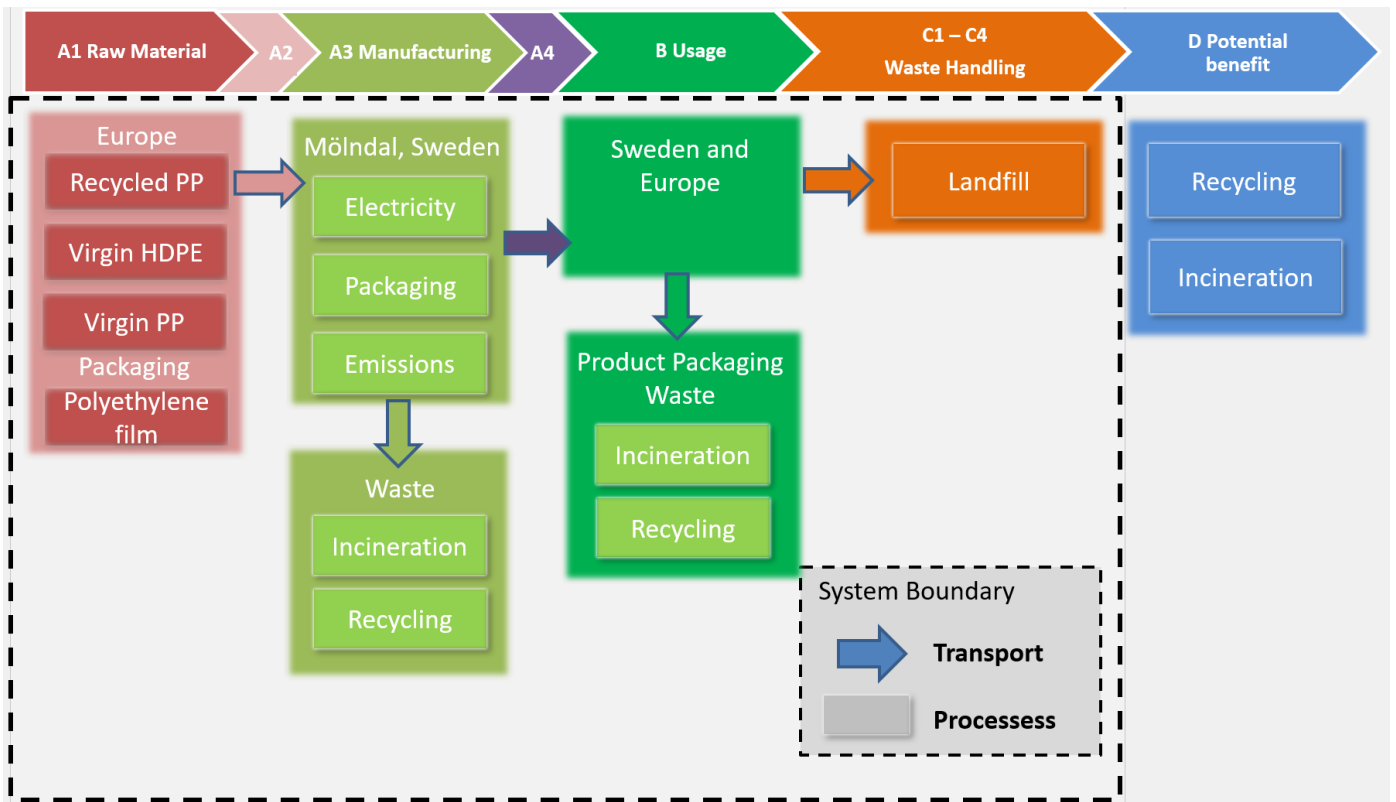 A1 Raw Material
A2
A3 Manufacturing
A4
B Usage
C1 – C4
Waste Handling
D Potential
benefit
Europe
Recycled PP
Virgin HDPE
Virgin PP
Packaging
Polyethylene
film
Mölndal, Sweden
Electricity
Packaging
Emissions
Waste
Incineration
Recycling
Sweden and
Europe
Product Packaging
Waste
Incineration
Recycling
Landfill
Recycling
Incineration
System Boundary
Transport
Processess